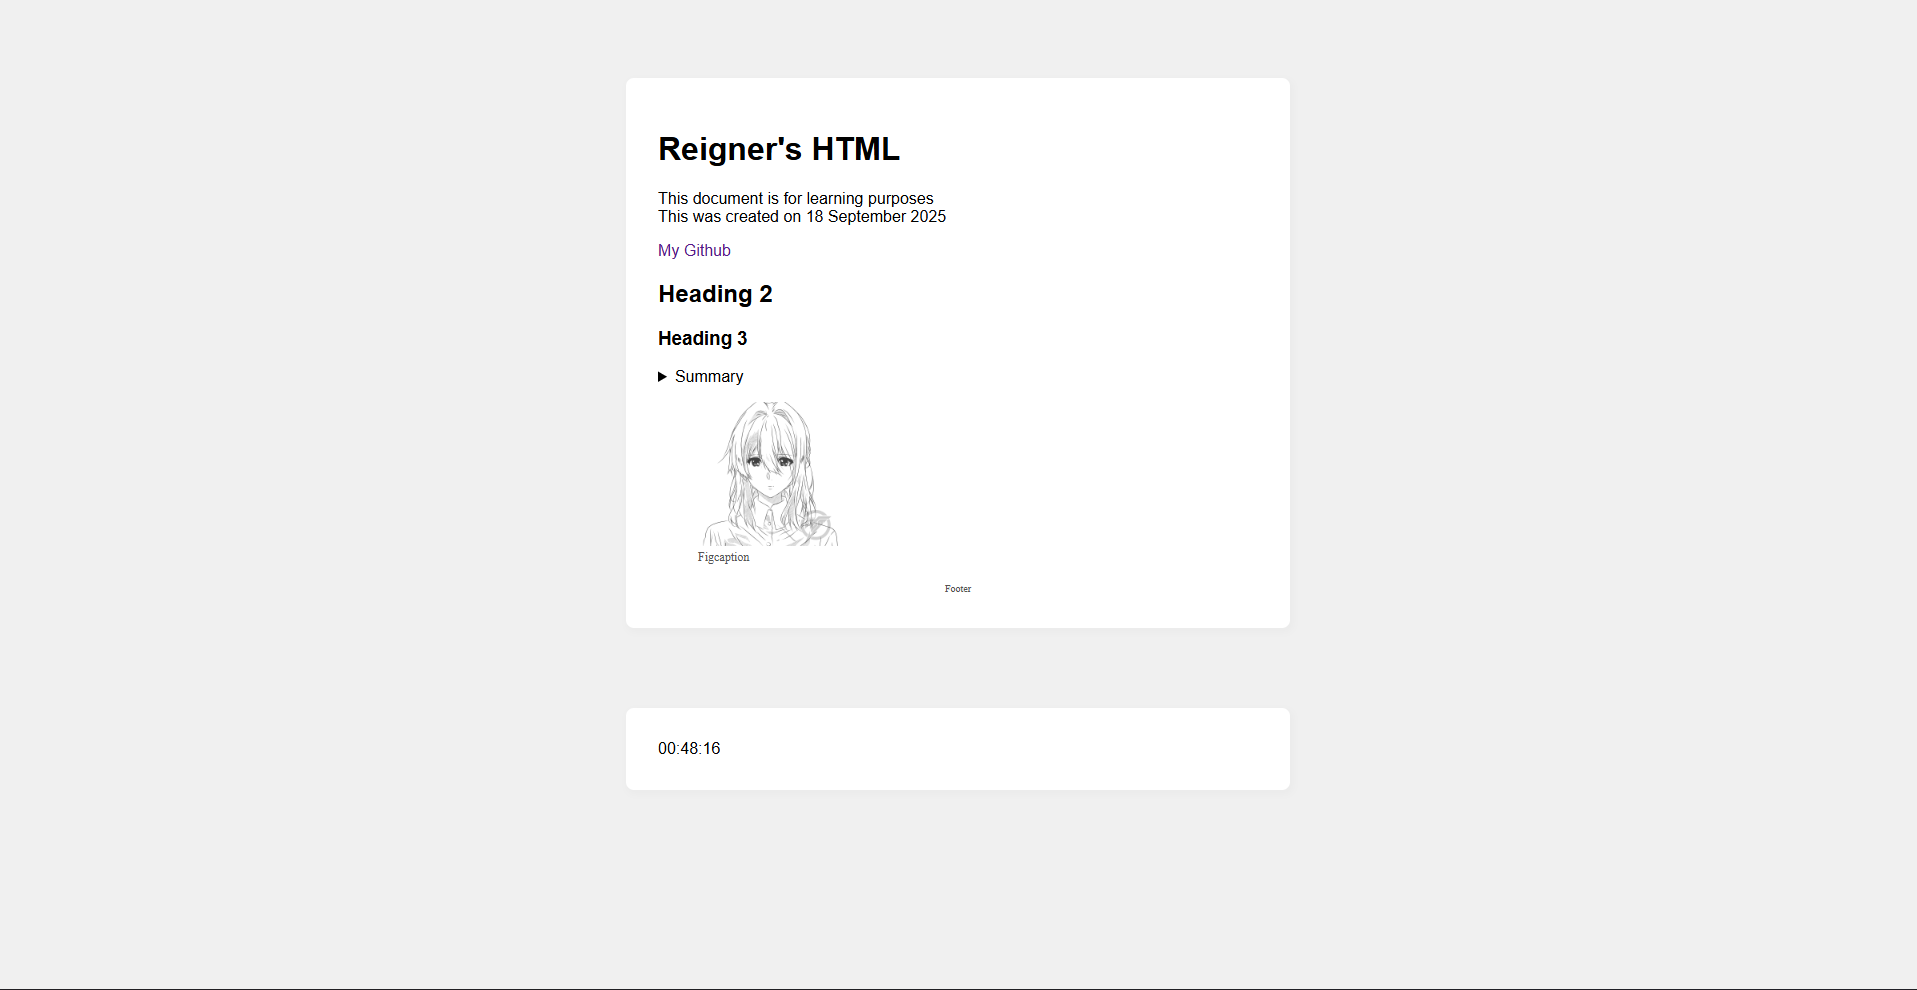 Reigner's HTML
This document is for learning purposes
This was created on 18 September 2025
My Github
Heading 2
Heading 3
Summary
Figcaption
Footer
00:48:16